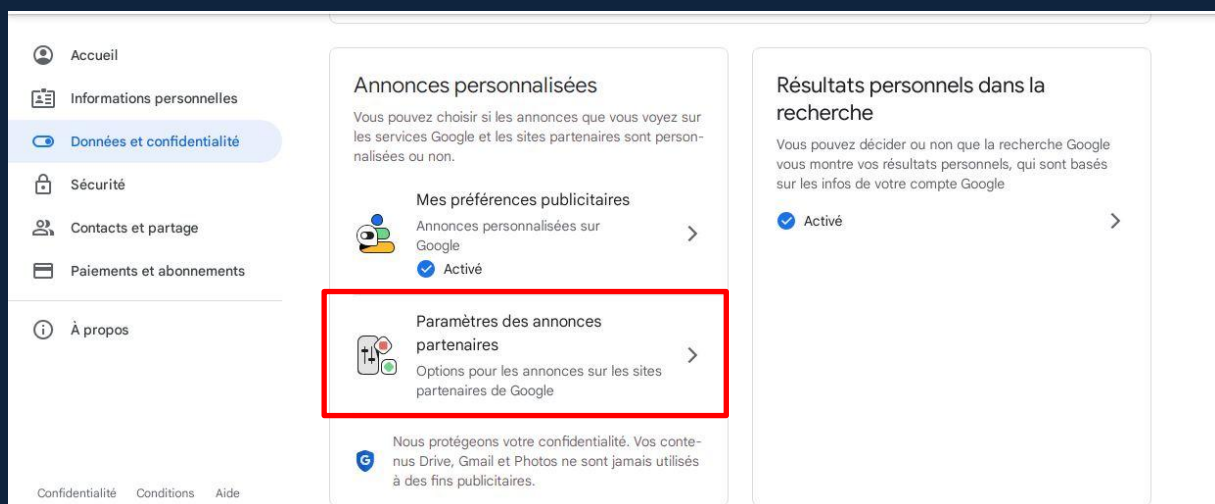 Accueil
Informations personnelles
Données et confidentialité
Sécurité
Contacts et partage
Paiements et abonnements
À propos
Confidentialité Conditions Aide
Annonces personnalisées
Vous pouvez choisir si les annonces que vous voyez sur
les services Google et les sites partenaires sont person-
nalisées ou non.
Mes préférences publicitaires
Annonces personnalisées sur
Google
Activé
Paramètres des annonces
partenaires
Options pour les annonces sur les sites
partenaires de Google
G
Nous protégeons votre confidentialité. Vos conte-
nus Drive, Gmail et Photos ne sont jamais utilisés
à des fins publicitaires.
Résultats personnels dans la
recherche
Vous pouvez décider ou non que la recherche Google
vous montre vos résultats personnels, qui sont basés
sur les infos de votre compte Google
Activé